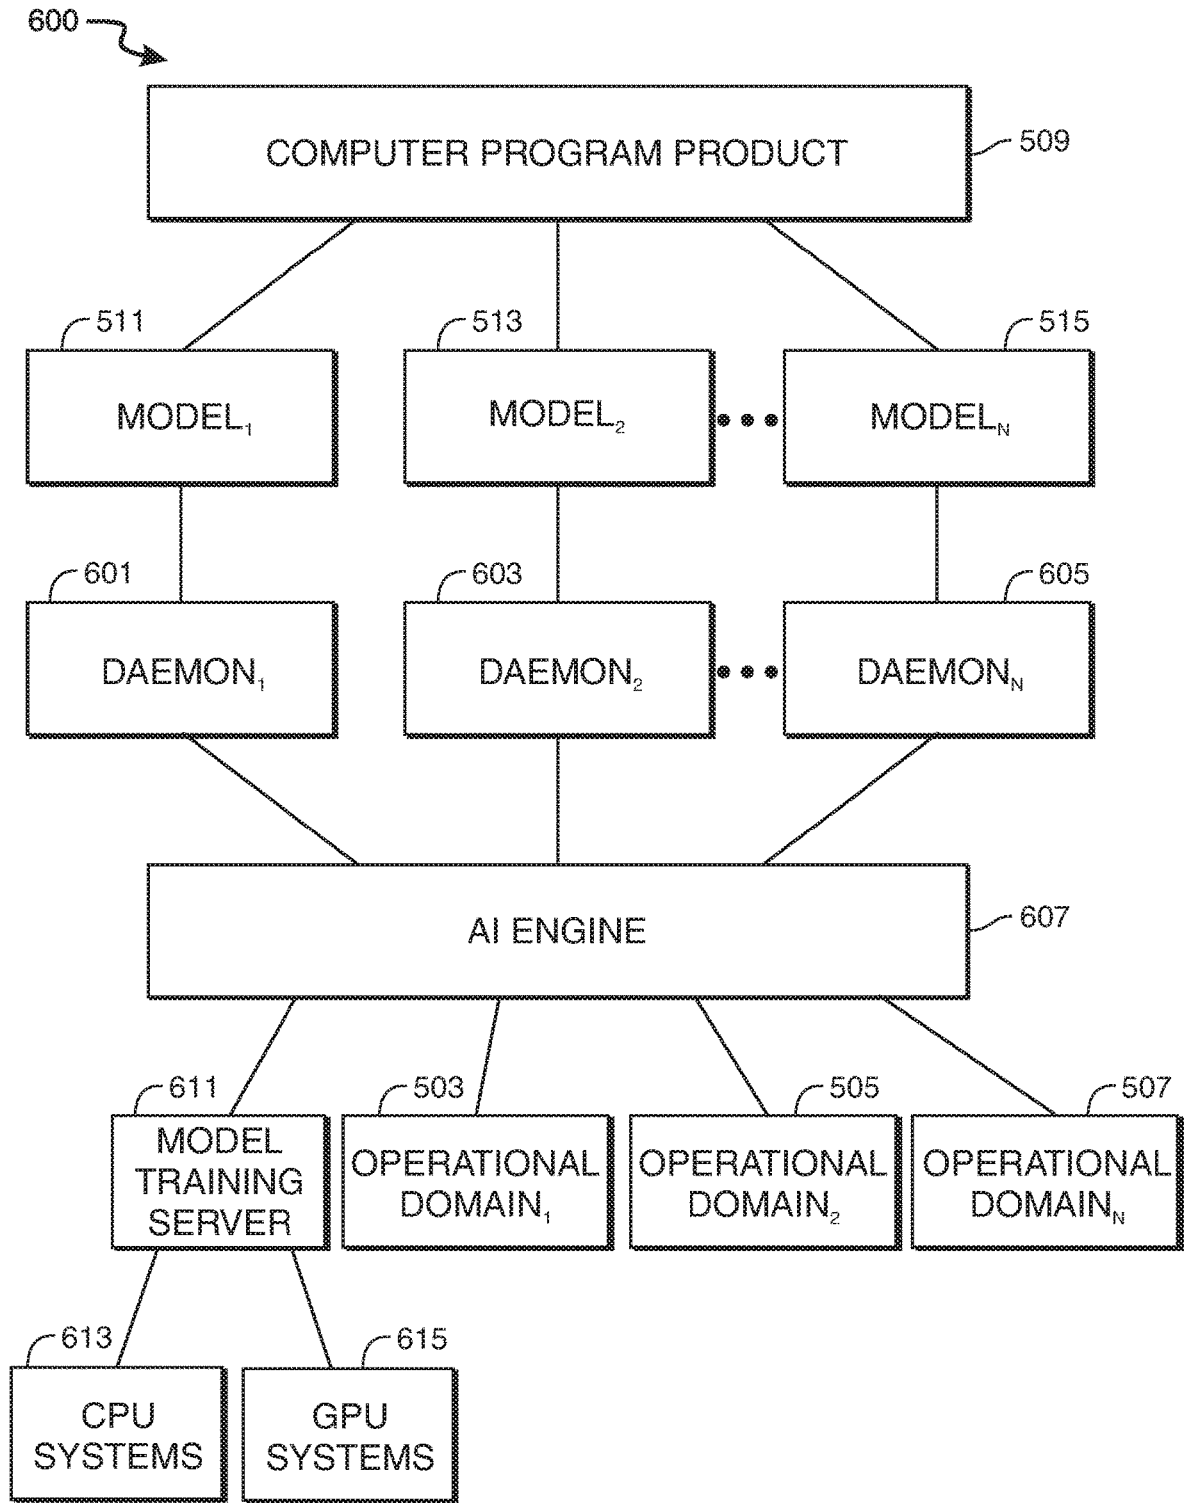 600
COMPUTER PROGRAM PRODUCT
509
511
513
515
MODEL₁
MODEL₂
MODELₙ
601
603
605
DAEMON₁
DAEMON₂
DAEMONₙ
AI ENGINE
607
611
503
505
507
MODEL
TRAINING
SERVER
OPERATIONAL
DOMAIN₁
OPERATIONAL
DOMAIN₂
OPERATIONAL
DOMAINₙ
613
615
CPU
SYSTEMS
GPU
SYSTEMS